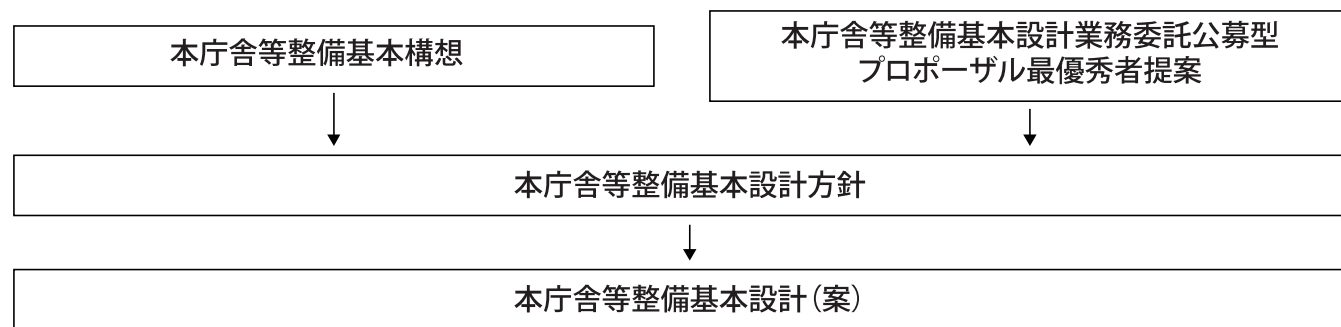 本庁舎等整備基本構想
本庁舎等整備基本設計業務委託公募型
プロポーザル最優秀者提案
本庁舎等整備基本設計方針
本庁舎等整備基本設計（案）